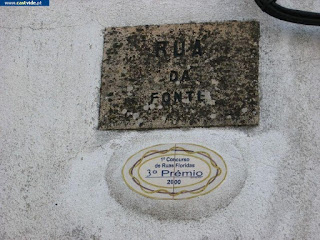 www.castvide.pt
RUA
DA
FONTE
1º Concurso
de Ruas Floridas
3º Prémio
2000